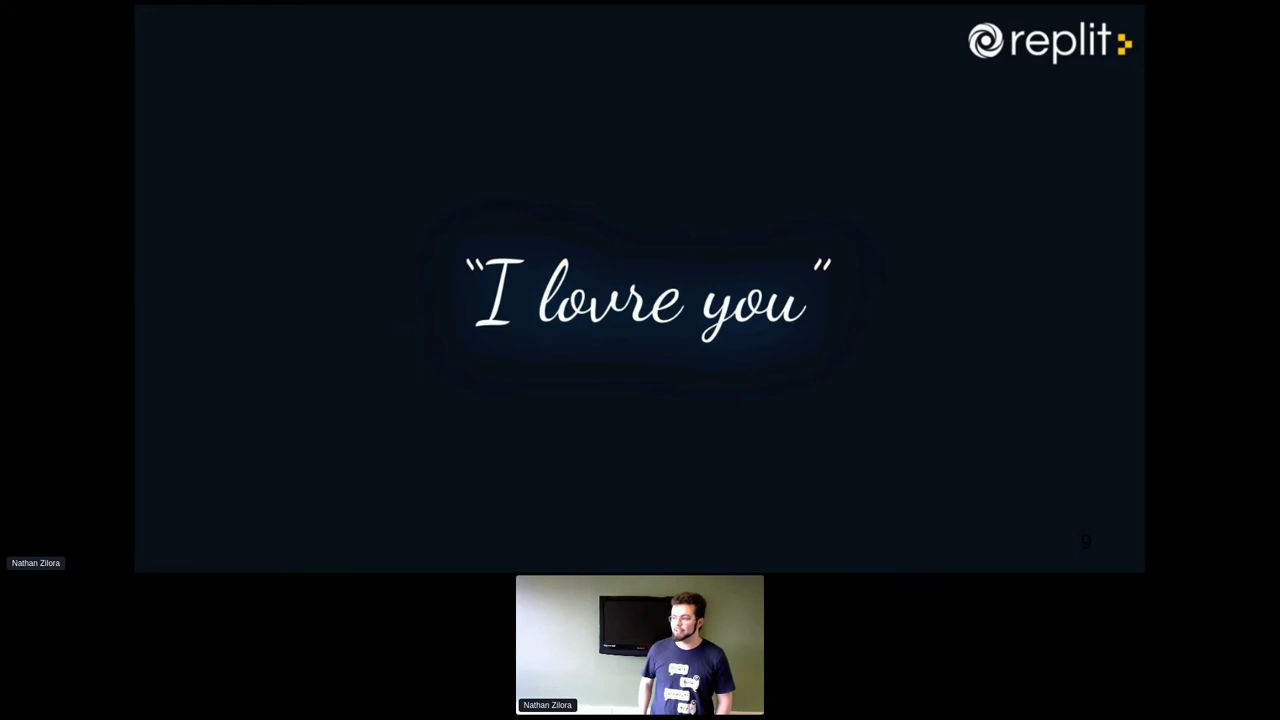 replit
“I lovre you”
9
Nathan Zilora
Nathan Zilora